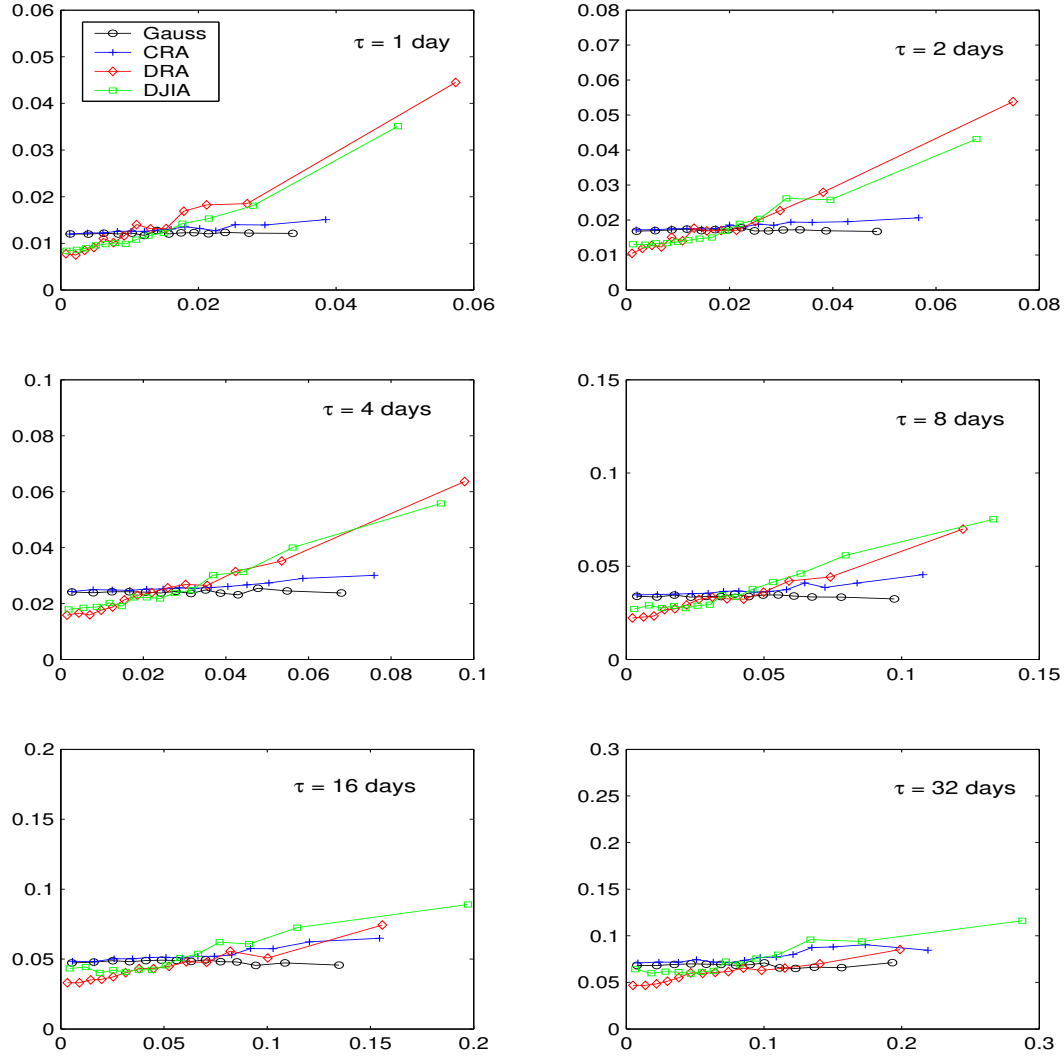 0.06
0.05
0.04
0.03
0.02
0.01
0
0 0.02 0.04 0.06
Gauss
CRA
DRA
DJIA
τ = 1 day
0.08
0.07
0.06
0.05
0.04
0.03
0.02
0.01
0
0 0.02 0.04 0.06 0.08
τ = 2 days
0.1
0.08
0.06
0.04
0.02
0
0 0.02 0.04 0.06 0.08 0.1
τ = 4 days
0.15
0.1
0.05
0
0 0.05 0.1 0.15
τ = 8 days
0.2
0.15
0.1
0.05
0
0 0.05 0.1 0.15 0.2
τ = 16 days
0.3
0.25
0.2
0.15
0.1
0.05
0
0 0.1 0.2 0.3
τ = 32 days